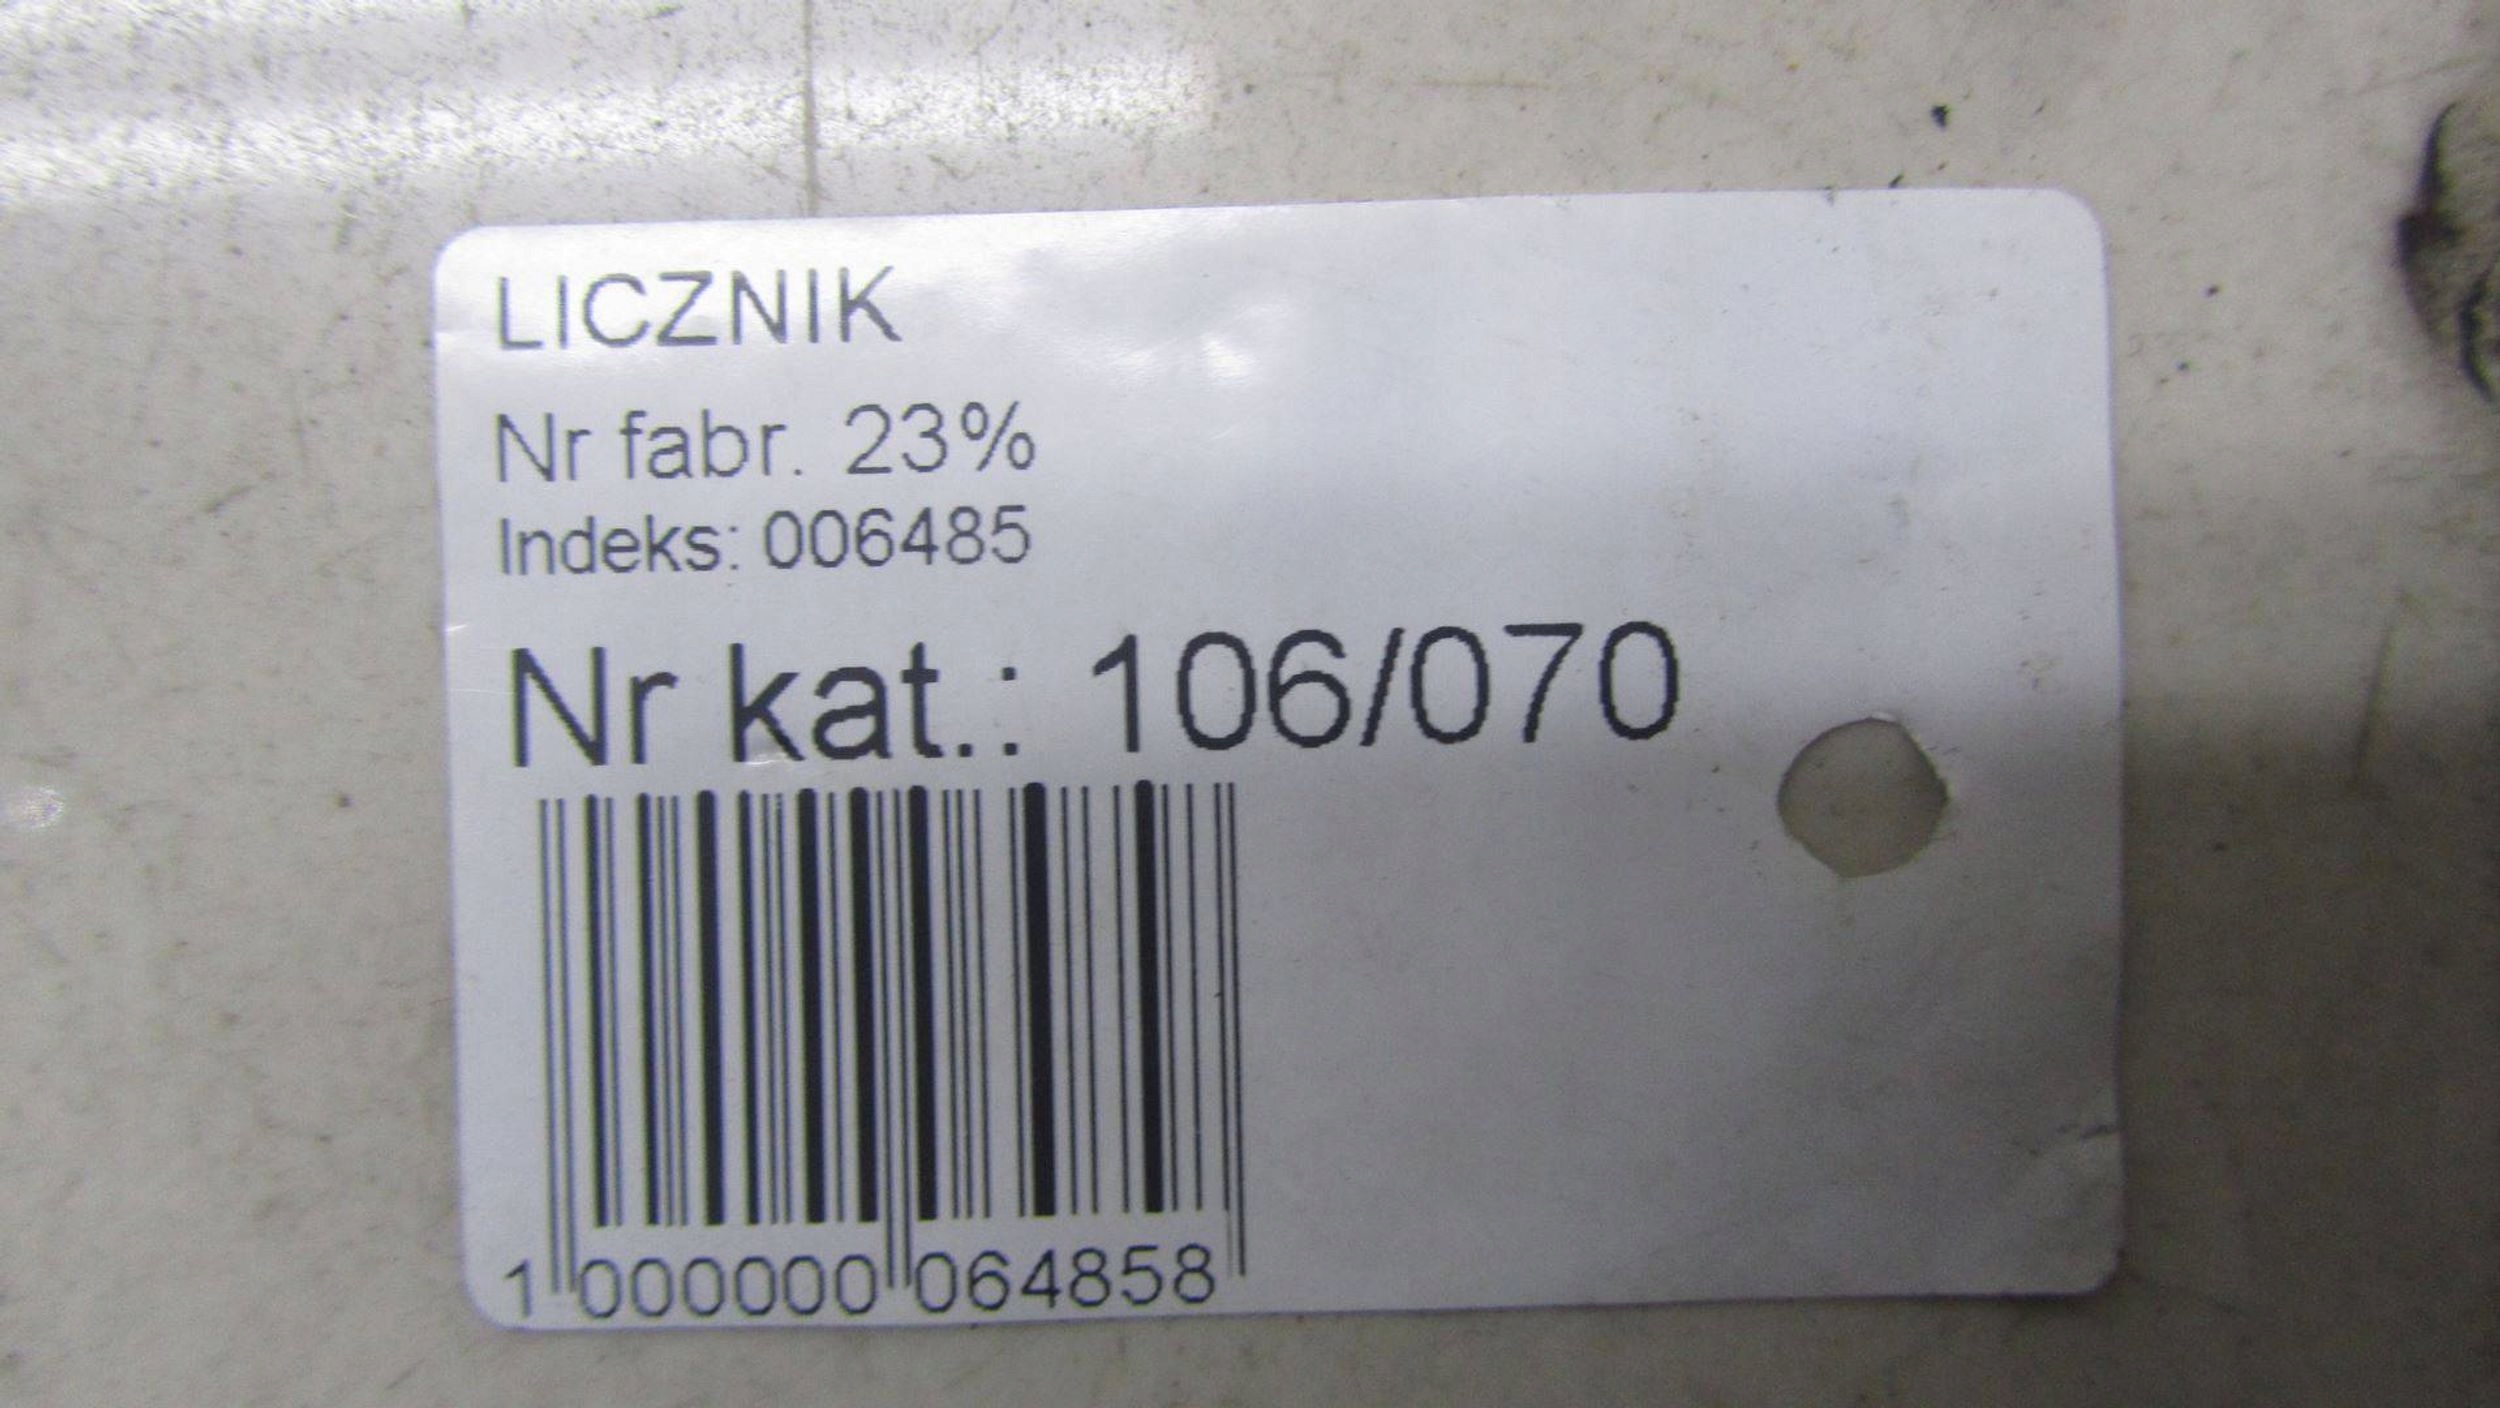 LICZNIK
Nr fabr. 23%
Indeks: 006485
Nr kat.: 106/070
1 000000 064858